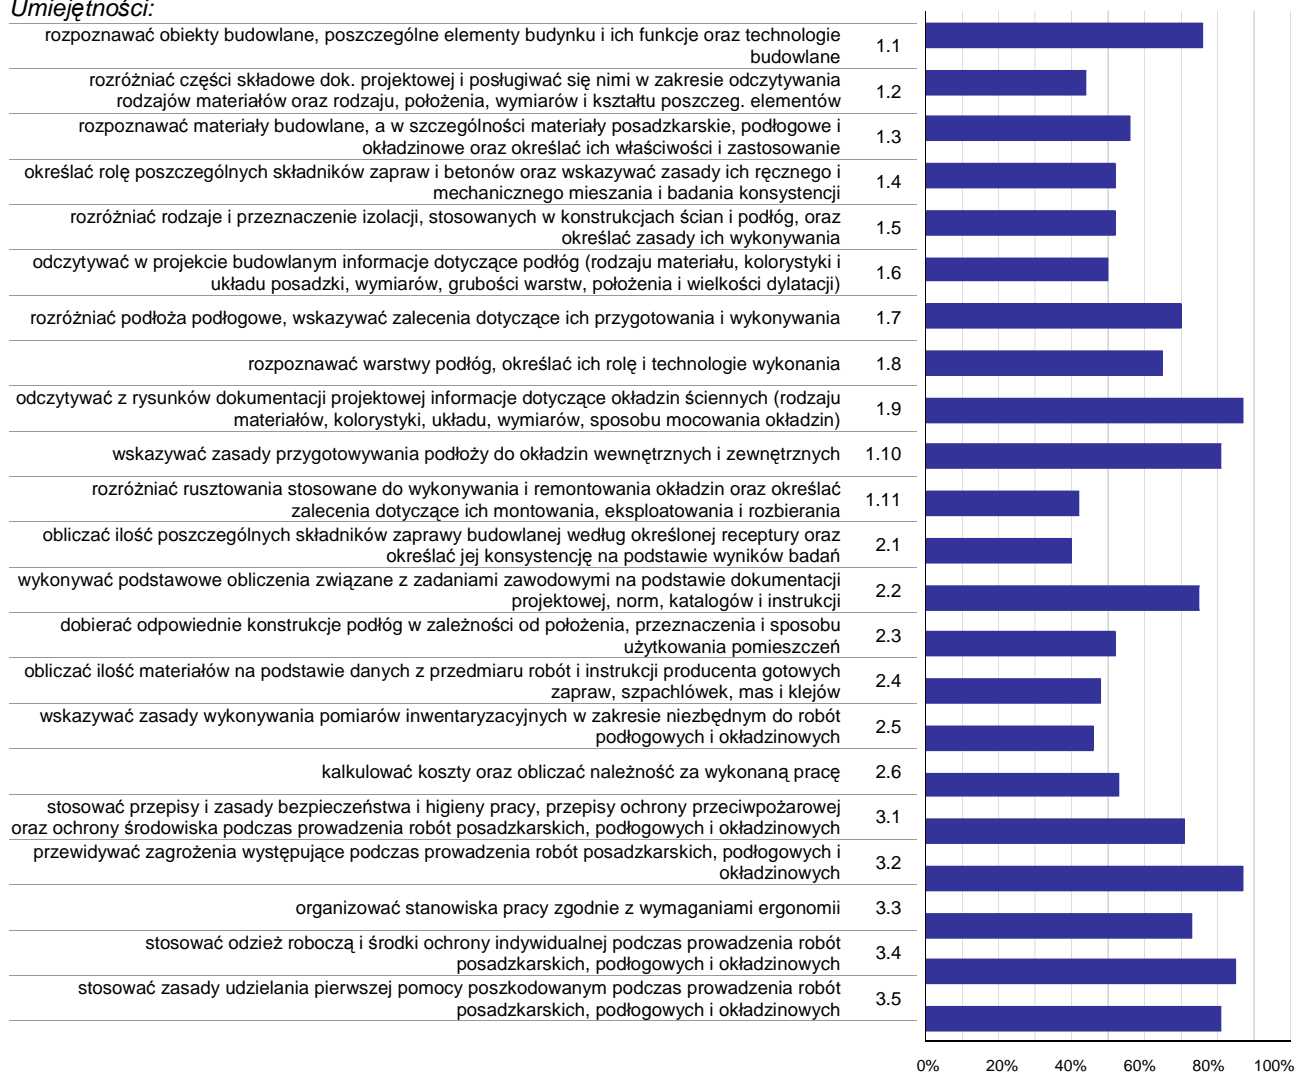 Umiejętności:
rozpoznawać obiekty budowlane, poszczególne elementy budynku i ich funkcje oraz technologie
budowlane
1.1
rozróżniać części składowe dok. projektowej i posługiwać się nimi w zakresie odczytywania
rodzajów materiałów oraz rodzaju, położenia, wymiarów i kształtu poszczeg. elementów
1.2
rozpoznawać materiały budowlane, a w szczególności materiały posadzkarskie, podłogowe i
okładzinowe oraz określać ich właściwości i zastosowanie
1.3
określać rolę poszczególnych składników zapraw i betonów oraz wskazywać zasady ich ręcznego i
mechanicznego mieszania i badania konsystencji
1.4
rozróżniać rodzaje i przeznaczenie izolacji, stosowanych w konstrukcjach ścian i podłóg, oraz
określać zasady ich wykonywania
1.5
odczytywać w projekcie budowlanym informacje dotyczące podłóg (rodzaju materiału, kolorystyki i
układu posadzki, wymiarów, grubości warstw, położenia i wielkości dylatacji)
1.6
rozróżniać podłoża podłogowe, wskazywać zalecenia dotyczące ich przygotowania i wykonywania
1.7
rozpoznawać warstwy podłóg, określać ich rolę i technologie wykonania
1.8
odczytywać z rysunków dokumentacji projektowej informacje dotyczące okładzin ściennych (rodzaju
materiałów, kolorystyki, układu, wymiarów, sposobu mocowania okładzin)
1.9
wskazywać zasady przygotowywania podłoży do okładzin wewnętrznych i zewnętrznych
1.10
rozróżniać rusztowania stosowane do wykonywania i remontowania okładzin oraz określać
zalecenia dotyczące ich montowania, eksploatowania i rozbierania
1.11
obliczać ilość poszczególnych składników zaprawy budowlanej według określonej receptury oraz
określać jej konsystencję na podstawie wyników badań
2.1
wykonywać podstawowe obliczenia związane z zadaniami zawodowymi na podstawie dokumentacji
projektowej, norm, katalogów i instrukcji
2.2
dobierać odpowiednie konstrukcje podłóg w zależności od położenia, przeznaczenia i sposobu
użytkowania pomieszczeń
2.3
obliczać ilość materiałów na podstawie danych z przedmiaru robót i instrukcji producenta gotowych
zapraw, szpachlówek, mas i klejów
2.4
wskazywać zasady wykonywania pomiarów inwentaryzacyjnych w zakresie niezbędnym do robót
podłogowych i okładzinowych
2.5
kalkulować koszty oraz obliczać należność za wykonaną pracę
2.6
stosować przepisy i zasady bezpieczeństwa i higieny pracy, przepisy ochrony przeciwpożarowej
oraz ochrony środowiska podczas prowadzenia robót posadzkarskich, podłogowych i okładzinowych
3.1
przewidywać zagrożenia występujące podczas prowadzenia robót posadzkarskich, podłogowych i
okładzinowych
3.2
organizować stanowiska pracy zgodnie z wymaganiami ergonomii
3.3
stosować odzież roboczą i środki ochrony indywidualnej podczas prowadzenia robót
posadzkarskich, podłogowych i okładzinowych
3.4
stosować zasady udzielania pierwszej pomocy poszkodowanym podczas prowadzenia robót
posadzkarskich, podłogowych i okładzinowych
3.5
0% 20% 40% 60% 80% 100%